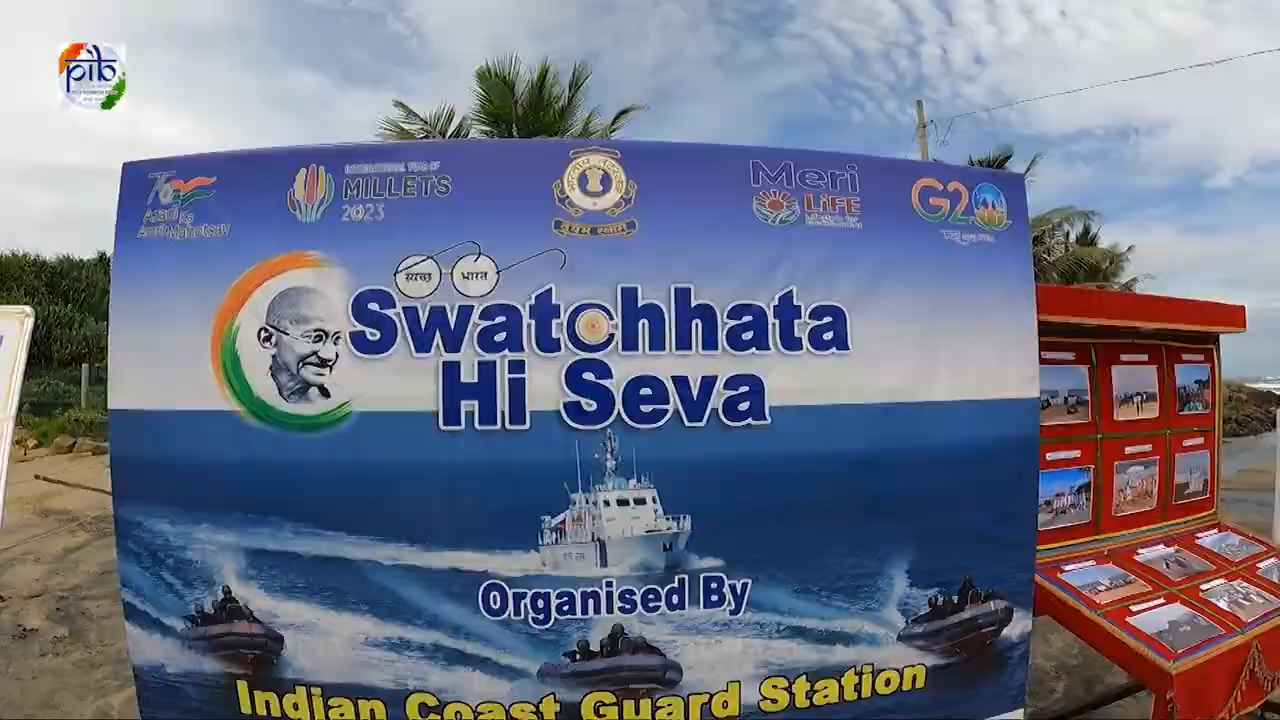 pib
76
Azadi Ka
Amrit Mahotsav
INTERNATIONAL YEAR OF
MILLETS
2023
Meri
LiFE
G20
स्वच्छ भारत
Swatchhata
Hi Seva
Organised By
Indian Coast Guard Station